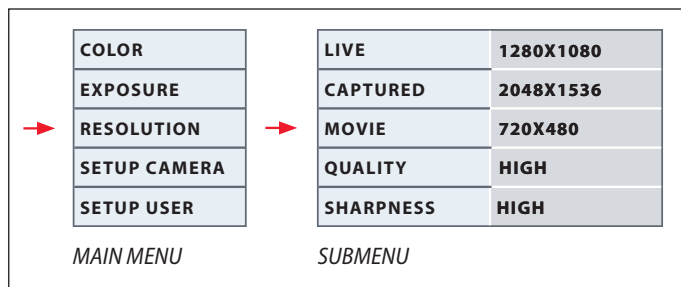 COLOR
EXPOSURE
RESOLUTION
SETUP CAMERA
SETUP USER
MAIN MENU
LIVE 1280X1080
CAPTURED 2048X1536
MOVIE 720X480
QUALITY HIGH
SHARPNESS HIGH
SUBMENU